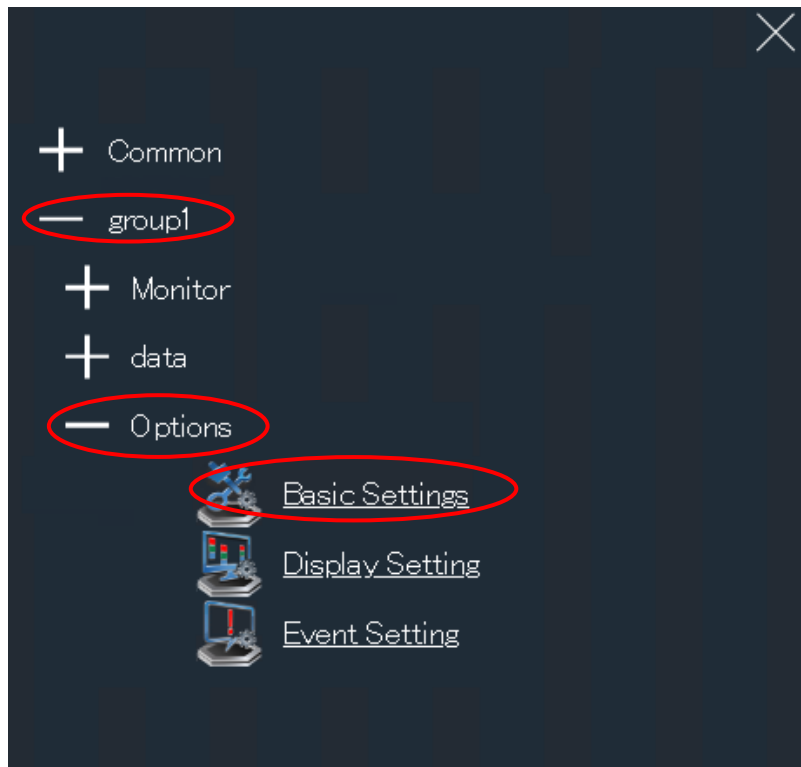 Common
group1
Monitor
data
Options
Basic Settings
Display Setting
Event Setting